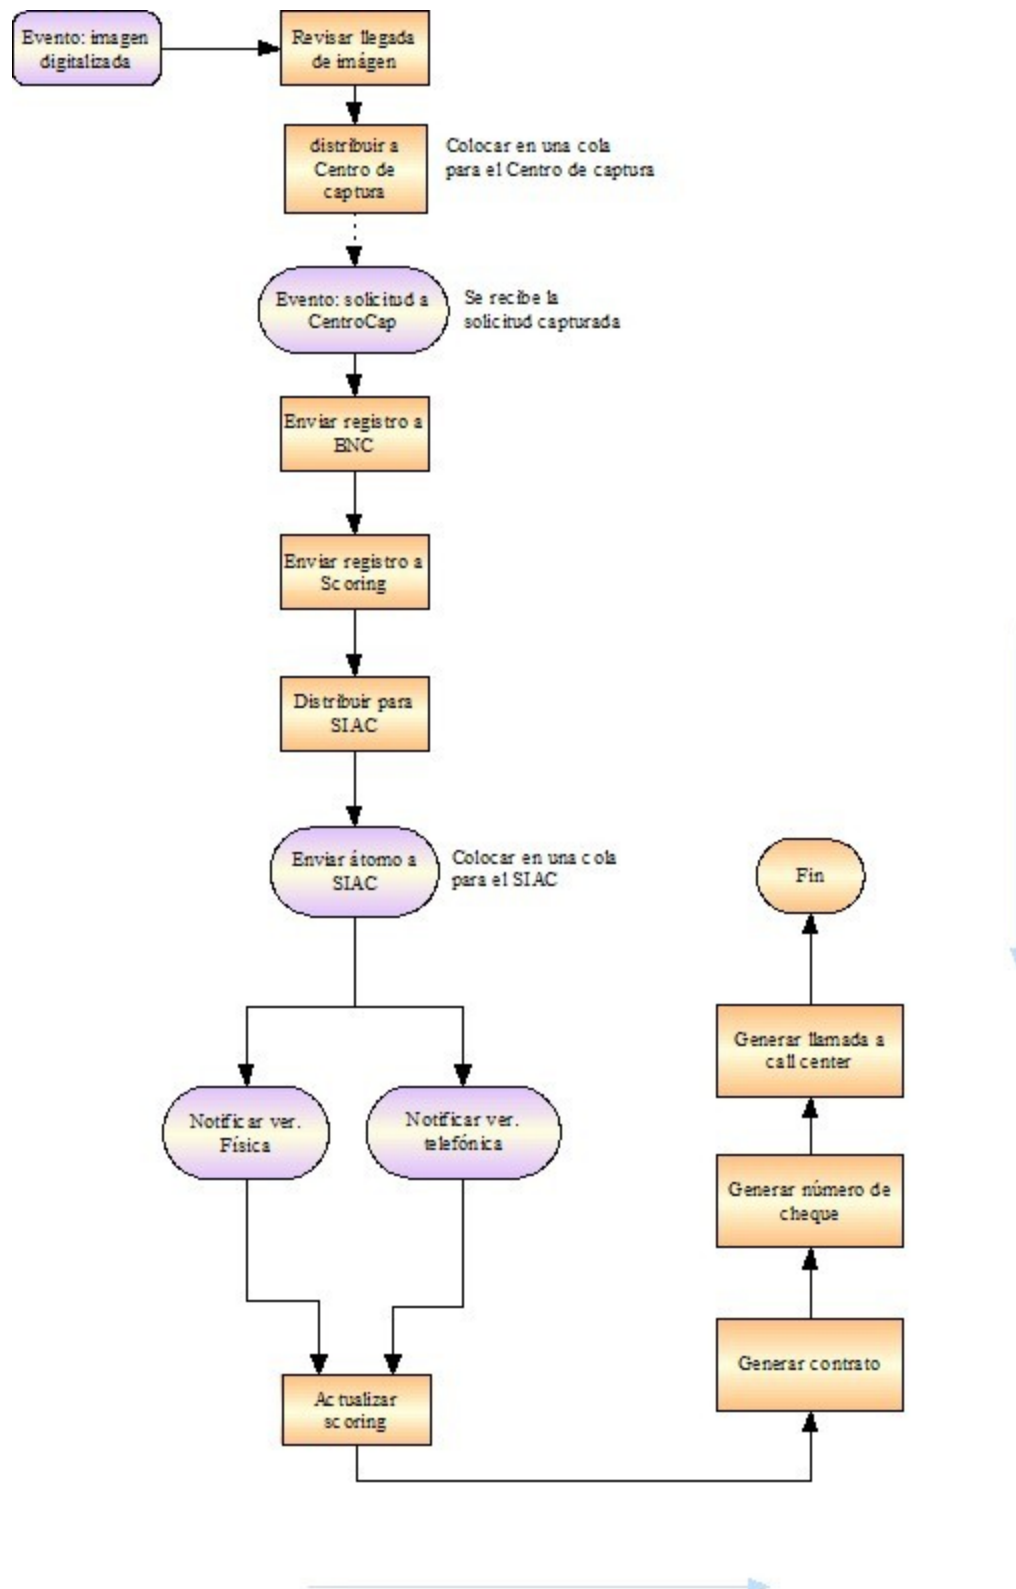 Evento: imagen
digitalizada
Revisar llegada
de imágen
distribuir a
Centro de
captura
Colocar en una cola
para el Centro de captura
Evento: solicitud a
CentroCap
Se recibe la
solicitud capturada
Enviar registro a
BNC
Enviar registro a
Scoring
Distribuir para
SIAC
Enviar átomo a
SIAC
Colocar en una cola
para el SIAC
Notificar ver.
Física
Notificar ver.
telefónica
Actualizar
scoring
Generar contrato
Generar número de
cheque
Generar llamada a
call center
Fin